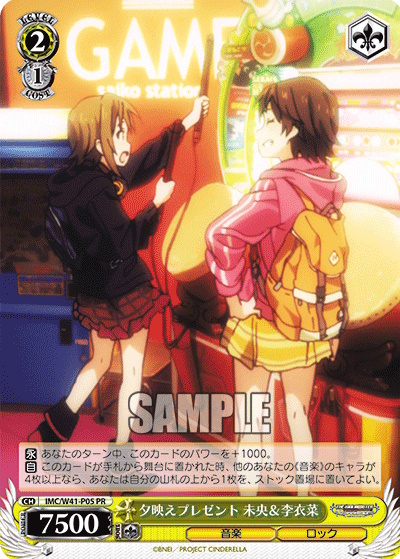 LEVEL
2
1
COST
GAME
saiko station
SAMPLE
永 あなたのターン中、このカードのパワーを+1000。
自 このカードが手札から舞台に置かれた時、他のあなたの《音楽》のキャラが
4枚以上なら、あなたは自分の山札の上から1枚を、ストック置場に置いてよい。
CH IMC/W41-P05 PR
POWER
7500
SOUL
夕映えプレゼント 未央&李衣菜
音楽 ロック
©BNEI／PROJECT CINDERELLA